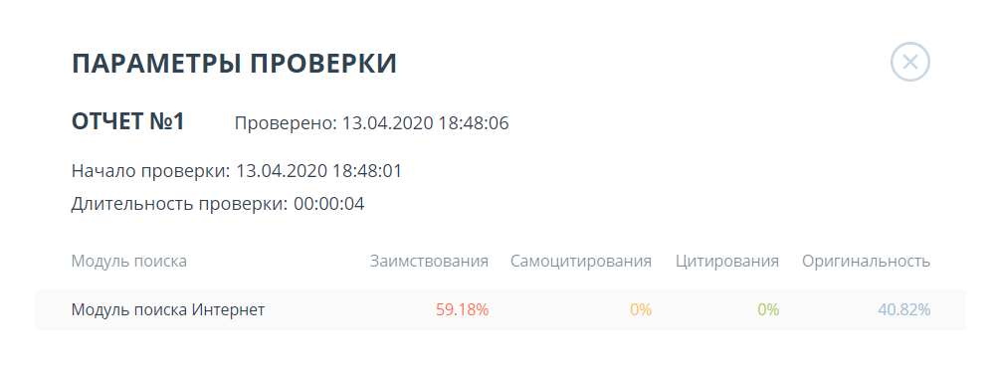 ПАРАМЕТРЫ ПРОВЕРКИ
ОТЧЕТ №1 Проверено: 13.04.2020 18:48:06
Начало проверки: 13.04.2020 18:48:01
Длительность проверки: 00:00:04
Модуль поиска Заимствования Самоцитирования Цитирования Оригинальность
Модуль поиска Интернет 59.18% 0% 0% 40.82%